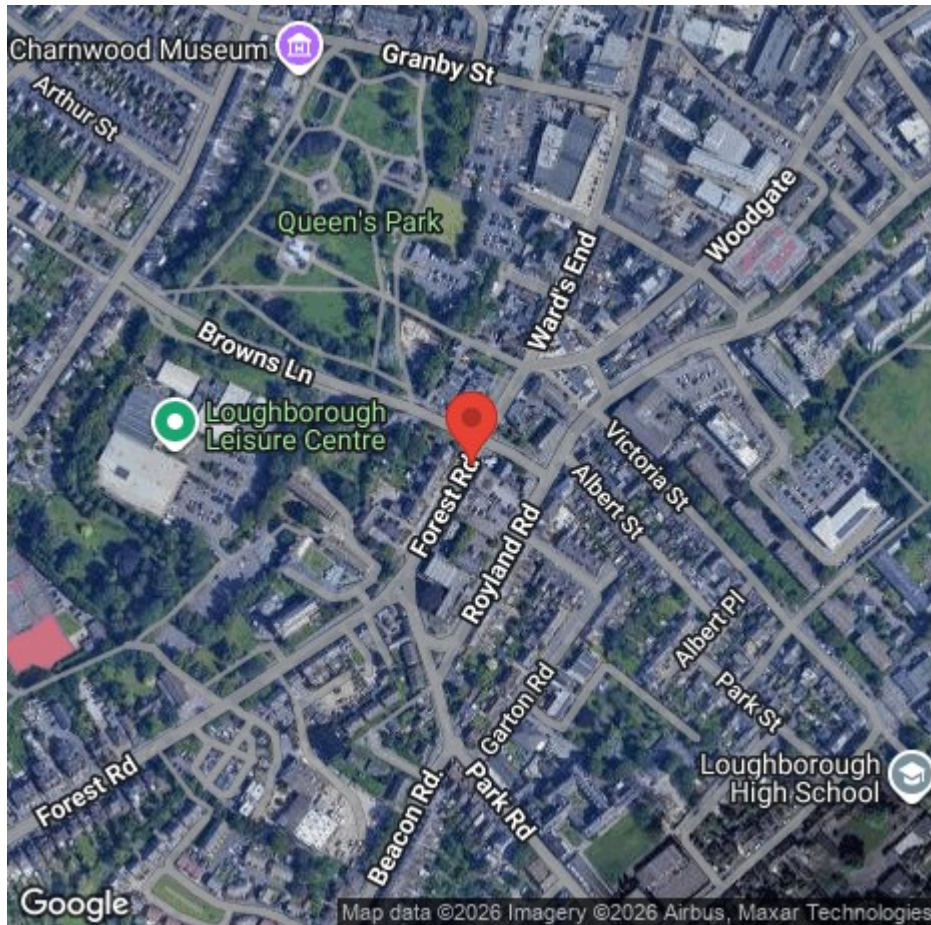 Charnwood Museum
Granby St
Arthur St
Queen's Park
Woodgate
Ward's End
Browns Ln
Loughborough
Leisure Centre
Forest Rd
Victoria St
Albert St
Royland Rd
Albert Pl
Garton Rd
Park St
Forest Rd
Beacon Rd.
Park Rd
Loughborough
High School
Google
Map data ©2026 Imagery ©2026 Airbus, Maxar Technologies